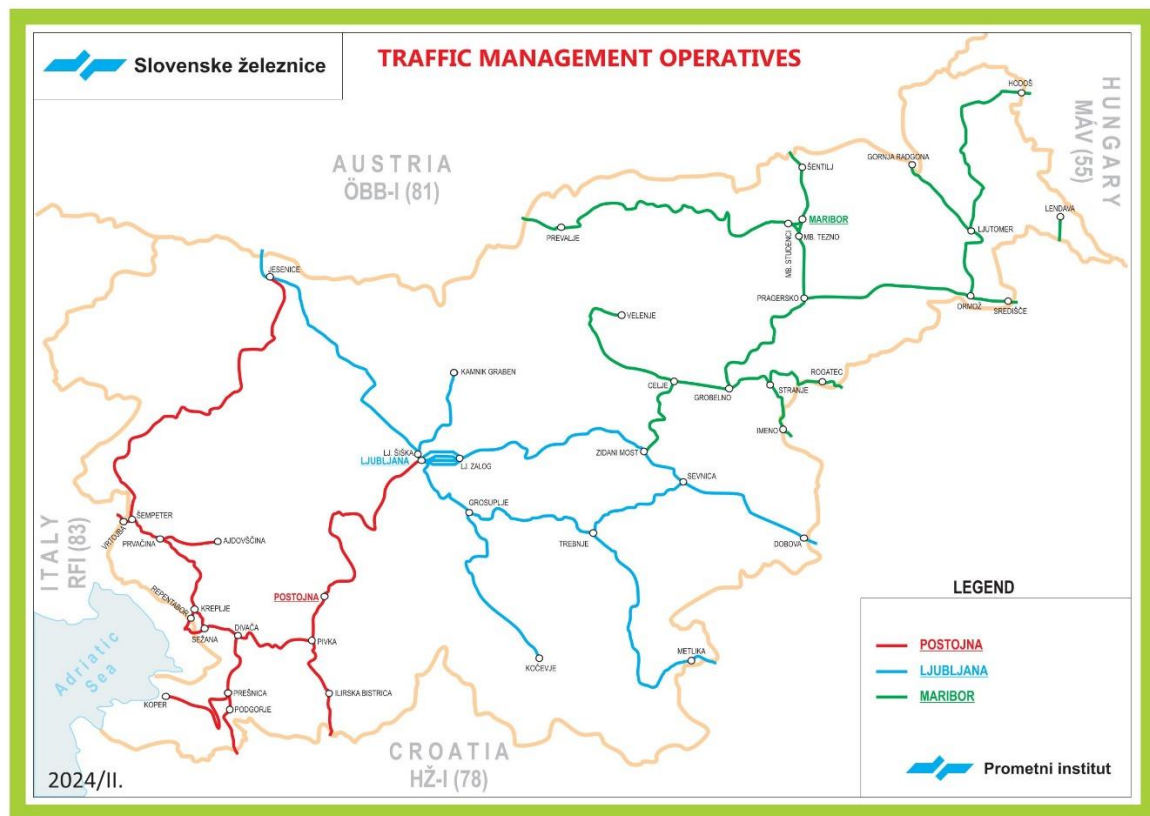 Slovenske železnice
TRAFFIC MANAGEMENT OPERATIVES
AUSTRIA
ÖBB-I (81)
HUNGARY
MÁV (55)
HODOŠ
GORNJA RADGONA
ŠENTILJ
LENDAVA
MARIBOR
LJUTOMER
PREVALJE
MB. STUDENCI
MB. TEZNO
JESENICE
PRAGERSKO
ORMOŽ
SREDIŠČE
VELENJE
KAMNIK GRABEN
CELJE
GROBELNO
STRANJE
ROGATEC
IMENO
LJ. ŠIŠKA
LJUBLJANA
LJ. ZALOG
ZIDANI MOST
SEVNICA
GROSUPLJE
TREBNJE
DOBOVA
ITALY
RFI (83)
VRTOJBA
ŠEMPETER
PRVAČINA
AJDOVŠČINA
POSTOJNA
REPENTABOR
KREPLJE
SEŽANA
DIVAČA
PIVKA
KOČEVJE
METLIKA
Adriatic
Sea
KOPER
PREŠNICA
PODGORJE
ILIRSKA BISTRICA
CROATIA
HŽ-I (78)
LEGEND
POSTOJNA
LJUBLJANA
MARIBOR
Prometni institut
2024/II.